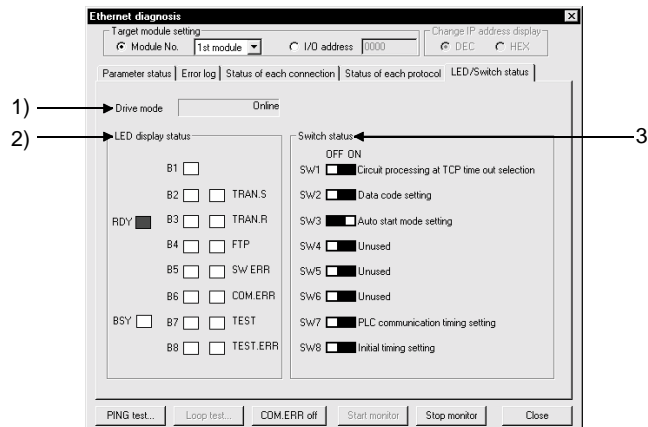 Ethernet diagnosis
Target module setting
Module No. 1st module I/O address 0000
Change IP address display
DEC HEX
Parameter status Error log Status of each connection Status of each protocol LED/Switch status
1) Drive mode Online
2) LED display status
B1
B2 TRAN.S
RDY B3 TRAN.R
B4 FTP
B5 SW ERR
B6 COM.ERR
BSY B7 TEST
B8 TEST.ERR
Switch status 3
OFF ON
SW1 Circuit processing at TCP time out selection
SW2 Data code setting
SW3 Auto start mode setting
SW4 Unused
SW5 Unused
SW6 Unused
SW7 PLC communication timing setting
SW8 Initial timing setting
PING test... Loop test... COM.ERR off Start monitor Stop monitor Close